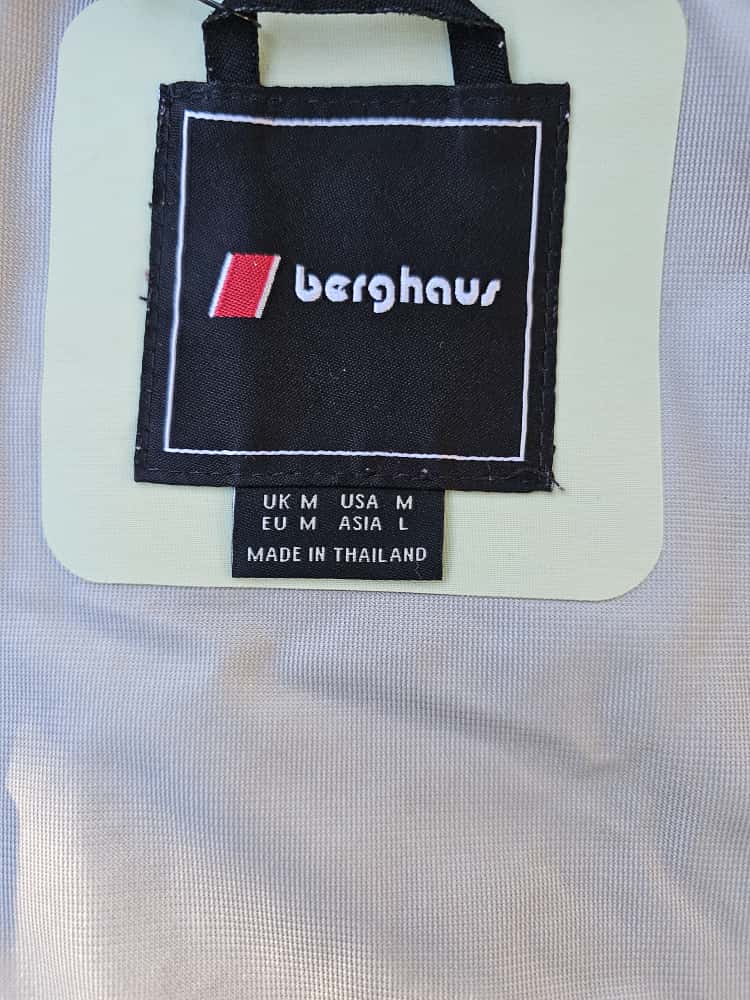 berghaus
UK M USA M
EU M ASIA L
MADE IN THAILAND